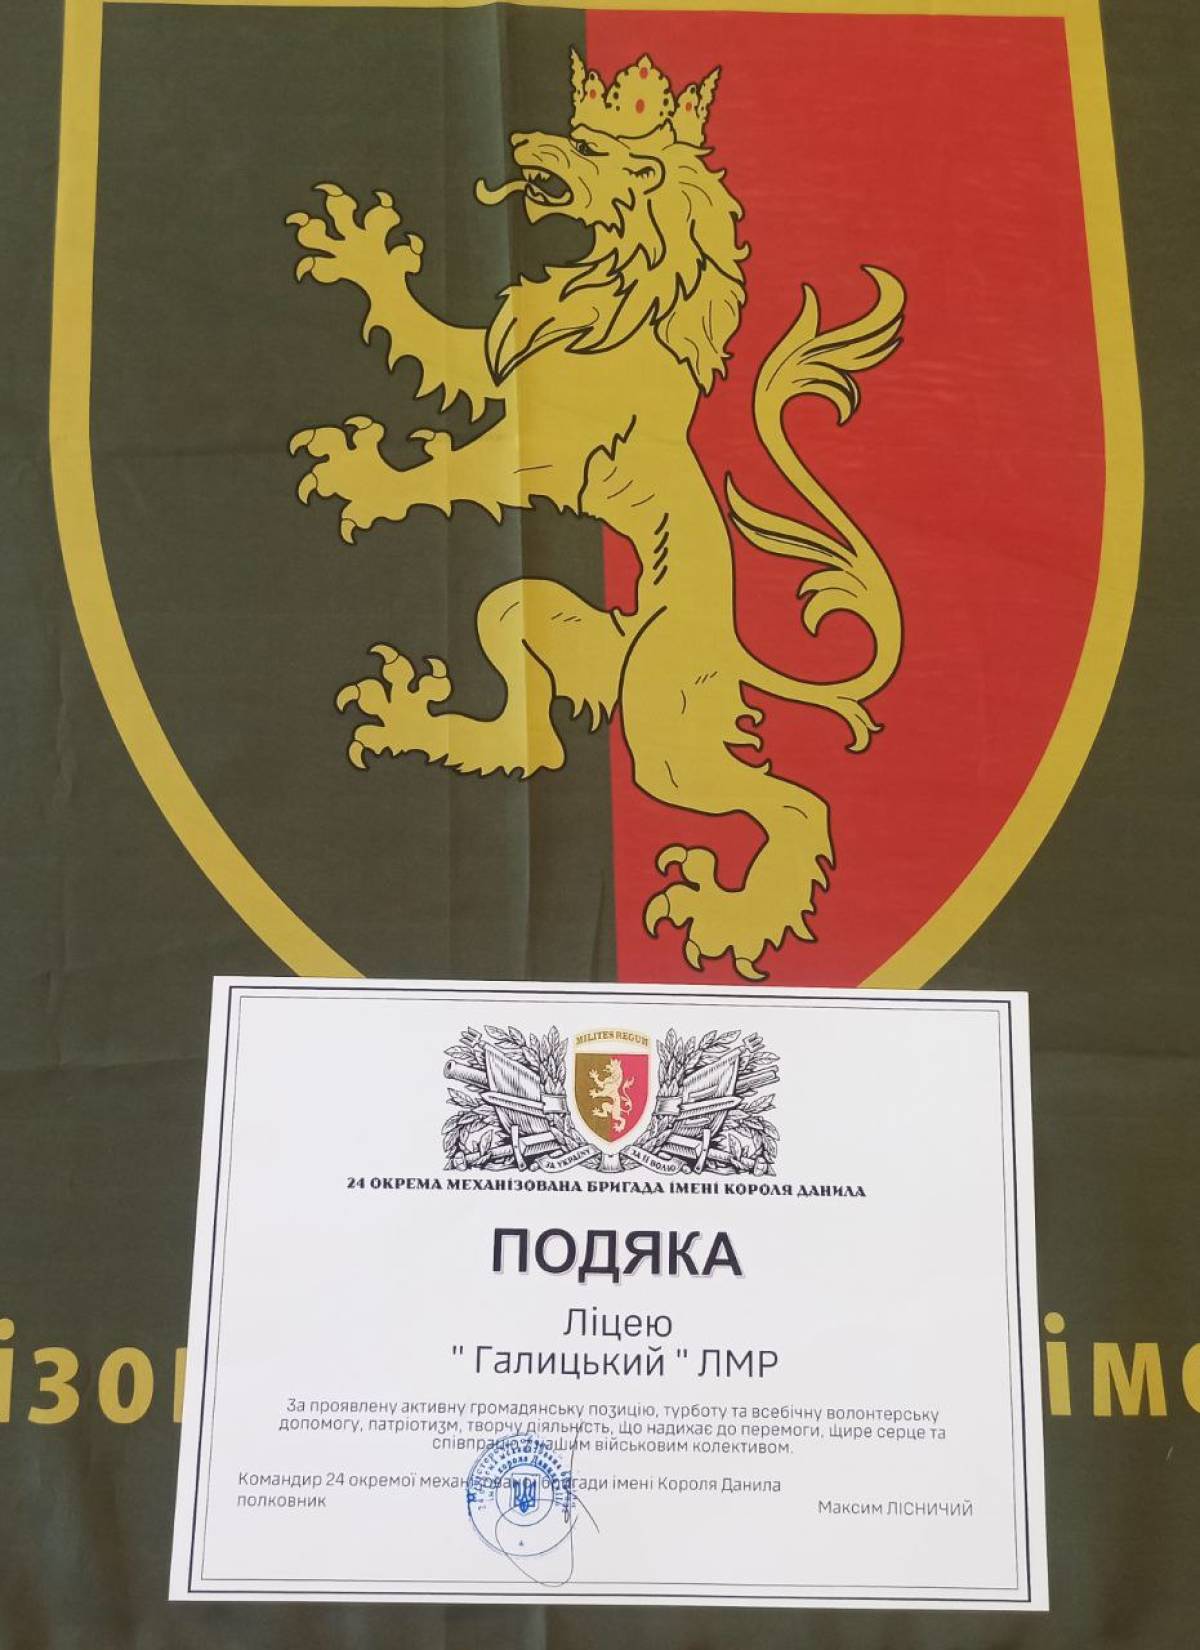 MILITES REGUM
ЗА УКРАЇНУ
ЗА ЇЇ ВОЛЮ
24 ОКРЕМА МЕХАНІЗОВАНА БРИГАДА ІМЕНІ КОРОЛЯ ДАНИЛА
ПОДЯКА
Ліцею
" Галицький " ЛМР
За проявлену активну громадянську позицію, турботу та всебічну волонтерську
допомогу, патріотизм, творчу діяльність, що надихає до перемоги, щире серце та
співпрацю з нашим військовим колективом.
Командир 24 окремої механізованої бригади імені Короля Данила
полковник
Максим ЛІСНИЧИЙ
ізо
іме